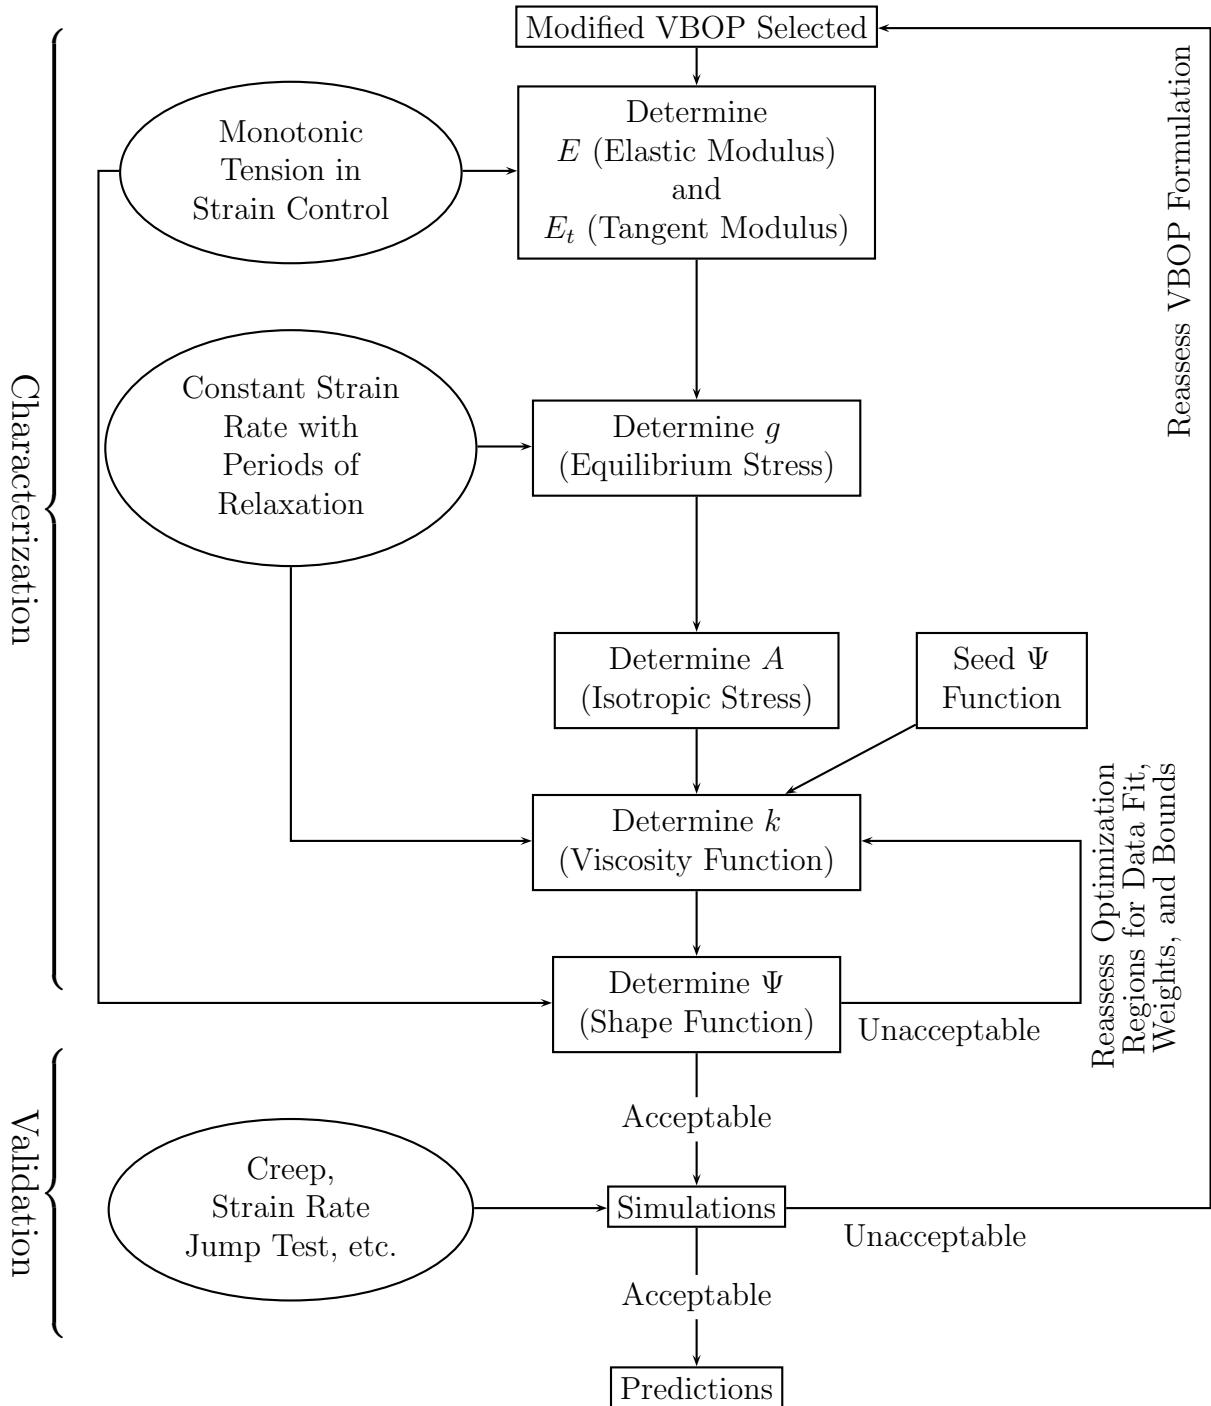 Modified VBOP Selected
Monotonic
Tension in
Strain Control
Determine
E (Elastic Modulus)
and
E_t (Tangent Modulus)
Reassess VBOP Formulation
Characterization
Constant Strain
Rate with
Periods of
Relaxation
Determine g
(Equilibrium Stress)
Determine A
(Isotropic Stress)
Seed Ψ
Function
Determine k
(Viscosity Function)
Reassess Optimization
Regions for Data Fit,
Weights, and Bounds
Determine Ψ
(Shape Function)
Unacceptable
Acceptable
Validation
Creep,
Strain Rate
Jump Test, etc.
Simulations
Unacceptable
Acceptable
Predictions